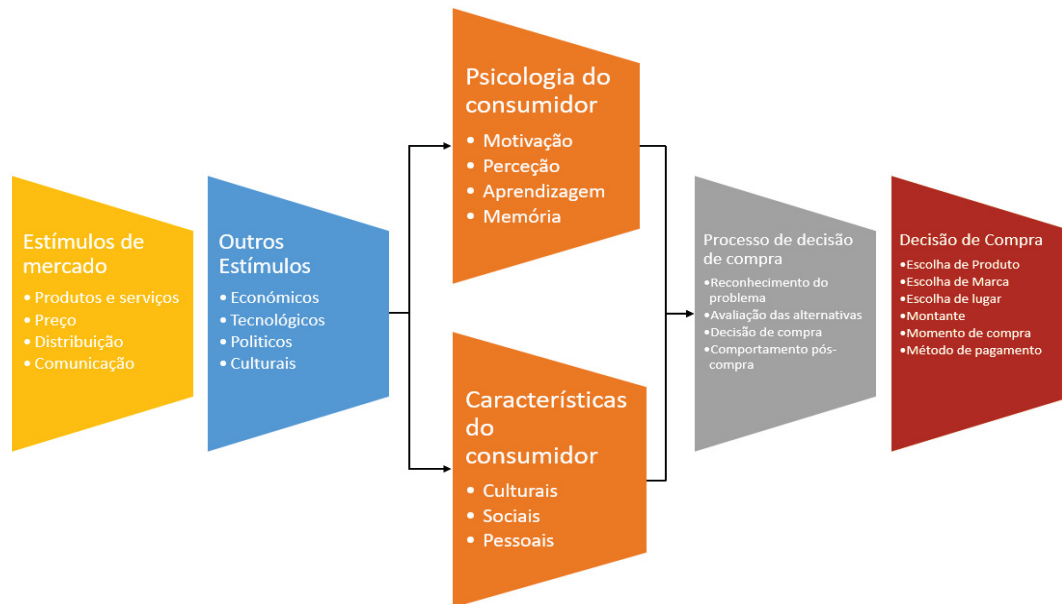 Estímulos de
mercado
• Produtos e serviços
• Preço
• Distribuição
• Comunicação
Outros
Estímulos
• Económicos
• Tecnológicos
• Politicos
• Culturais
Psicologia do
consumidor
• Motivação
• Perceção
• Aprendizagem
• Memória
Características
do
consumidor
• Culturais
• Sociais
• Pessoais
Processo de decisão
de compra
•Reconhecimento do
problema
•Avaliação das alternativas
•Decisão de compra
•Comportamento pós-
compra
Decisão de Compra
•Escolha de Produto
•Escolha de Marca
•Escolha de lugar
•Montante
•Momento de compra
•Método de pagamento